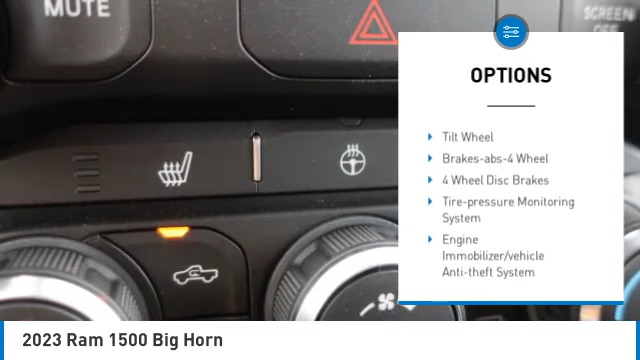 MUTE
SCREEN
OFF
OPTIONS
Tilt Wheel
Brakes-abs-4 Wheel
4 Wheel Disc Brakes
Tire-pressure Monitoring
System
Engine
Immobilizer/vehicle
Anti-theft System
2023 Ram 1500 Big Horn